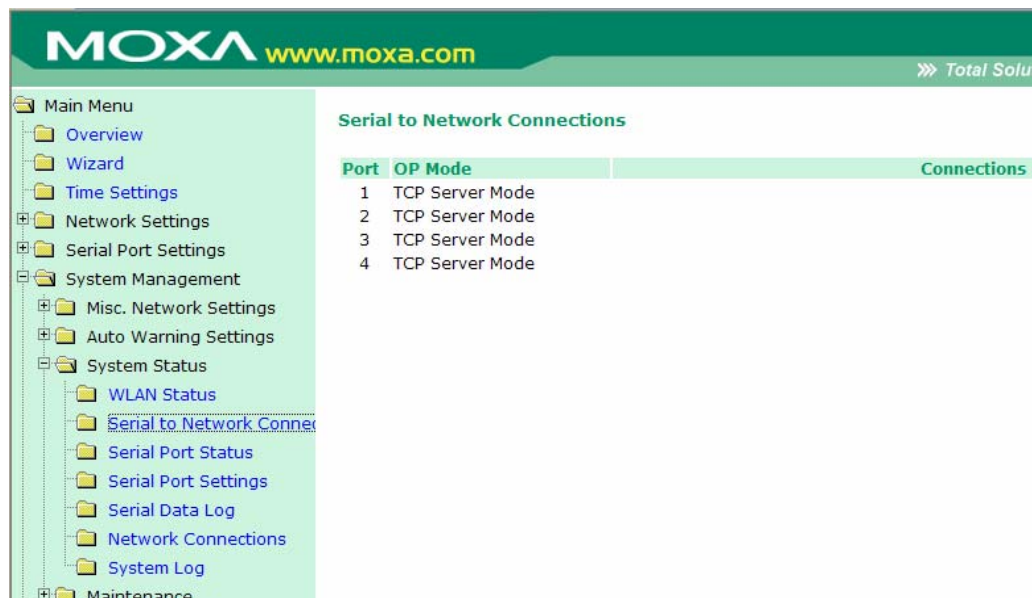 MOXA www.moxa.com
Total Solu
Main Menu
Overview
Wizard
Time Settings
Network Settings
Serial Port Settings
System Management
Misc. Network Settings
Auto Warning Settings
System Status
WLAN Status
Serial to Network Connec
Serial Port Status
Serial Port Settings
Serial Data Log
Network Connections
System Log
Maintenance
Serial to Network Connections
Port OP Mode Connections
1 TCP Server Mode
2 TCP Server Mode
3 TCP Server Mode
4 TCP Server Mode